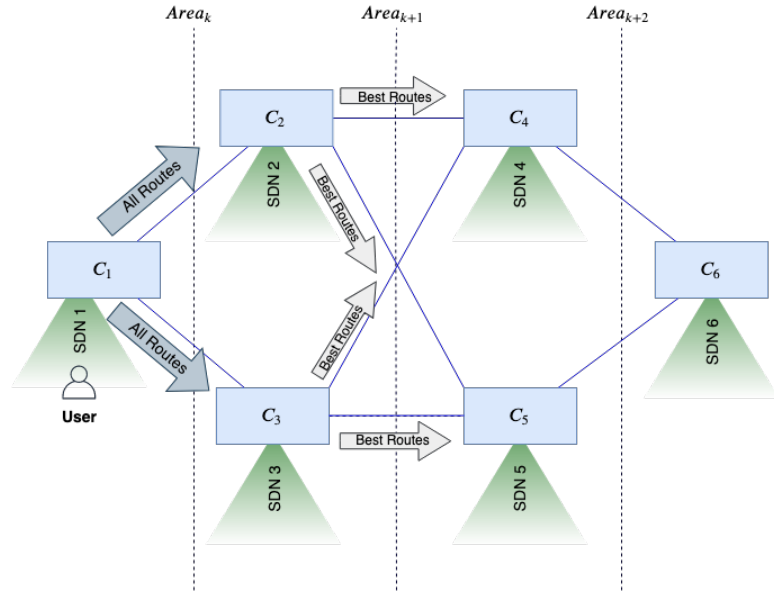 Area_k
Area_{k+1}
Area_{k+2}
Best Routes
C_2
C_4
All Routes
SDN 2
Best Routes
SDN 4
C_1
C_6
SDN 1
All Routes
Best Routes
SDN 6
User
C_3
C_5
Best Routes
SDN 3
SDN 5